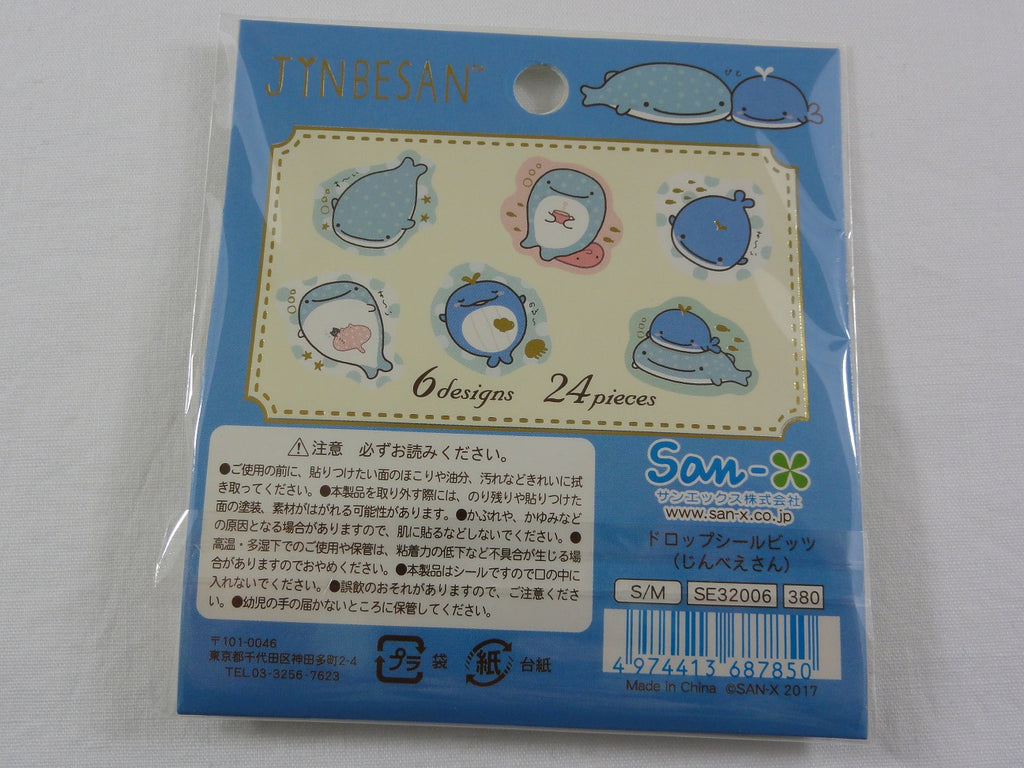 JINBESAN™
ぴと
す〜い
す〜い
す〜い
のび〜
6 designs 24 pieces
⚠注意 必ずお読みください。
●ご使用の前に、貼りつけたい面のほこりや油分、汚れなどきれいに拭
き取ってください。●本製品を取り外す際には、のり残りや貼りつけた
面の塗装、素材がはがれる可能性があります。●かぶれや、かゆみなど
の原因となる場合がありますので、肌に貼るなどしないでください。●
高温・多湿下でのご使用や保管は、粘着力の低下など不具合が生じる場
合がありますのでおやめください。●本製品はシールですので口の中に
入れないでください。●誤飲のおそれがありますので、ご注意くださ
い。●幼児の手の届かないところに保管してください。
San-X
サンエックス株式会社
www.san-x.co.jp
ドロップシールビッツ
(じんべえさん)
S/M SE32006 380
4 974413 687850
Made in China ©SAN-X 2017
〒101-0046
東京都千代田区神田多町2-4
TEL 03-3256-7623
プラ 袋 紙 台紙